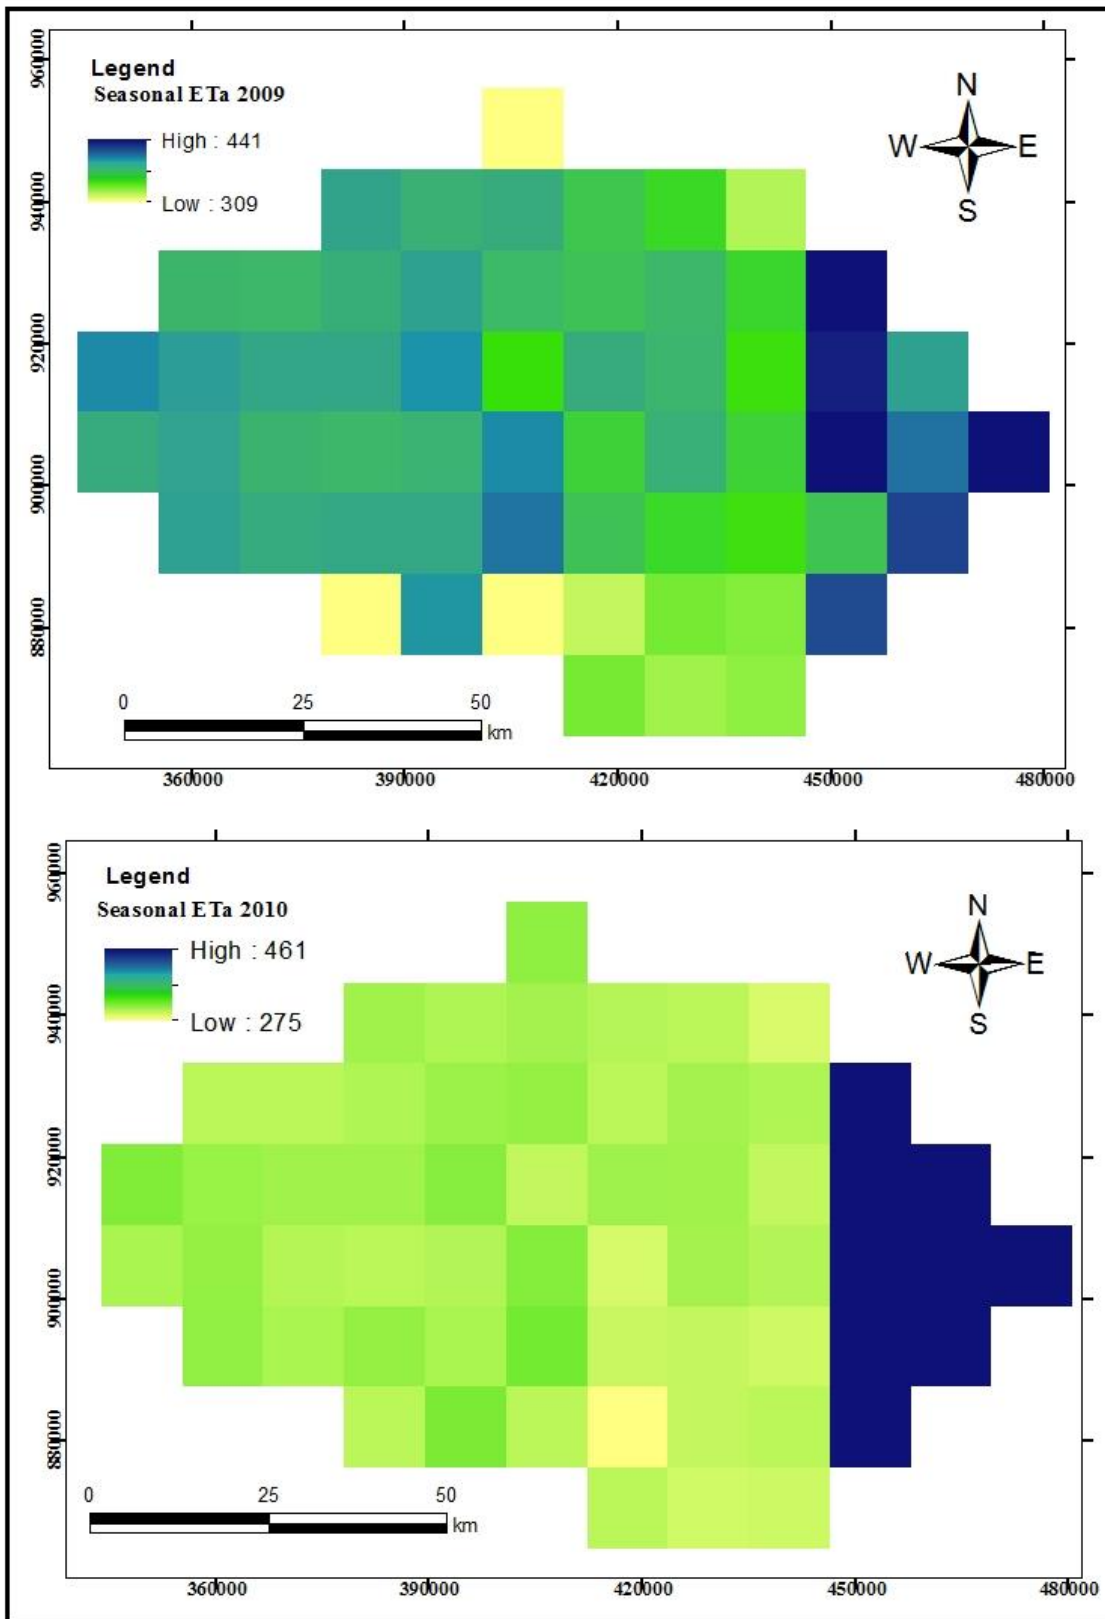 Legend
Seasonal ETa 2009
High : 441
Low : 309
N
W E
S
960000
940000
920000
900000
880000
0 25 50
km
360000 390000 420000 450000 480000
Legend
Seasonal ETa 2010
High : 461
Low : 275
N
W E
S
960000
940000
920000
900000
880000
0 25 50
km
360000 390000 420000 450000 480000